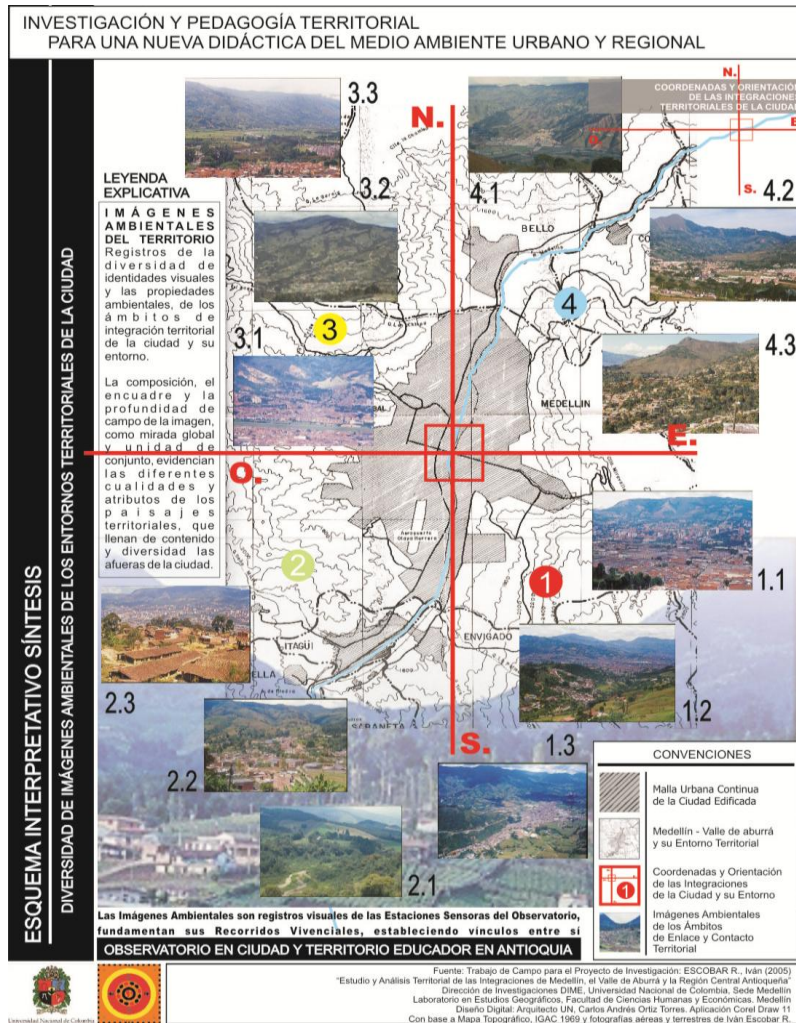 INVESTIGACIÓN Y PEDAGOGÍA TERRITORIAL
PARA UNA NUEVA DIDÁCTICA DEL MEDIO AMBIENTE URBANO Y REGIONAL
ESQUEMA INTERPRETATIVO SÍNTESIS
DIVERSIDAD DE IMÁGENES AMBIENTALES DE LOS ENTORNOS TERRITORIALES DE LA CIUDAD
COORDENADAS Y ORIENTACIÓN
DE LAS INTEGRACIONES
TERRITORIALES DE LA CIUDAD
N.
O.
E
S.
LEYENDA
EXPLICATIVA
IMÁGENES
AMBIENTALES
DEL TERRITORIO
Registros de la
diversidad de
identidades visuales
y las propiedades
ambientales, de los
ámbitos de
integración territorial
de la ciudad y su
entorno.
La composición, el
encuadre y la
profundidad de
campo de la imagen,
como mirada global
y unidad de
conjunto, evidencian
las diferentes
cualidades y
atributos de los
paisajes
territoriales, que
llenan de contenido
y diversidad las
afueras de la ciudad.
3.3
N.
3.2
4.1
4.2
BELLO
3
4
3.1
4.3
MEDELLIN
O.
E.
Aeropuerto
Olaya Herrera
2
1
1.1
ITAGÜI
ENVIGADO
2.3
1.2
S.
1.3
2.2
2.1
CONVENCIONES
Malla Urbana Continua
de la Ciudad Edificada
Medellín - Valle de aburrá
y su Entorno Territorial
1
Coordenadas y Orientación
de las Integraciones
de la Ciudad y su Entorno
Imágenes Ambientales
de los Ámbitos
de Enlace y Contacto
Territorial
Las Imágenes Ambientales son registros visuales de las Estaciones Sensoras del Observatorio,
fundamentan sus Recorridos Vivenciales, estableciendo vínculos entre sí
OBSERVATORIO EN CIUDAD Y TERRITORIO EDUCADOR EN ANTIOQUIA
Universidad Nacional de Colombia
Fuente: Trabajo de Campo para el Proyecto de Investigación: ESCOBAR R., Iván (2005)
"Estudio y Análisis Territorial de las Integraciones de Medellín, el Valle de Aburrá y la Región Central Antioqueña"
Dirección de Investigaciones DIME, Universidad Nacional de Colombia, Sede Medellín
Laboratorio en Estudios Geográficos, Facultad de Ciencias Humanas y Económicas. Medellín
Diseño Digital: Arquitecto UN, Carlos Andrés Ortiz Torres. Aplicación Corel Draw 11
Con base a Mapa Topográfico, IGAC 1969 y fotografías aéreas y terrestres de Iván Escobar R.